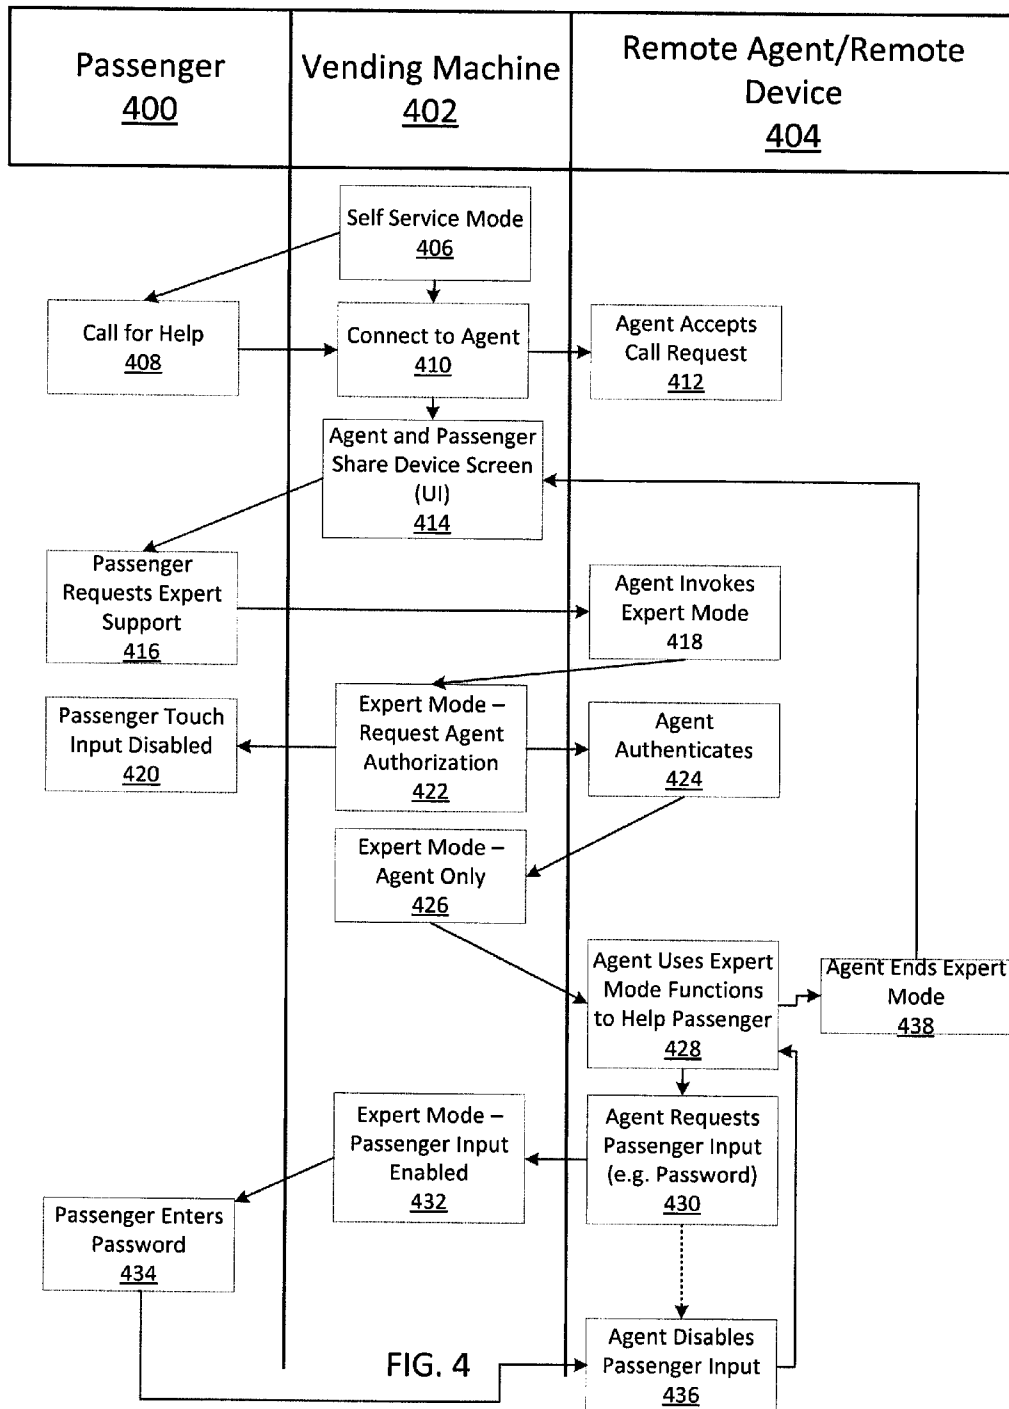 Passenger
400
Vending Machine
402
Remote Agent/Remote
Device
404
Self Service Mode
406
Call for Help
408
Connect to Agent
410
Agent Accepts
Call Request
412
Agent and Passenger
Share Device Screen
(UI)
414
Passenger
Requests Expert
Support
416
Agent Invokes
Expert Mode
418
Passenger Touch
Input Disabled
420
Expert Mode –
Request Agent
Authorization
422
Agent
Authenticates
424
Expert Mode –
Agent Only
426
Agent Uses Expert
Mode Functions
to Help Passenger
428
Agent Ends Expert
Mode
438
Expert Mode –
Passenger Input
Enabled
432
Agent Requests
Passenger Input
(e.g. Password)
430
Passenger Enters
Password
434
Agent Disables
Passenger Input
436
FIG. 4